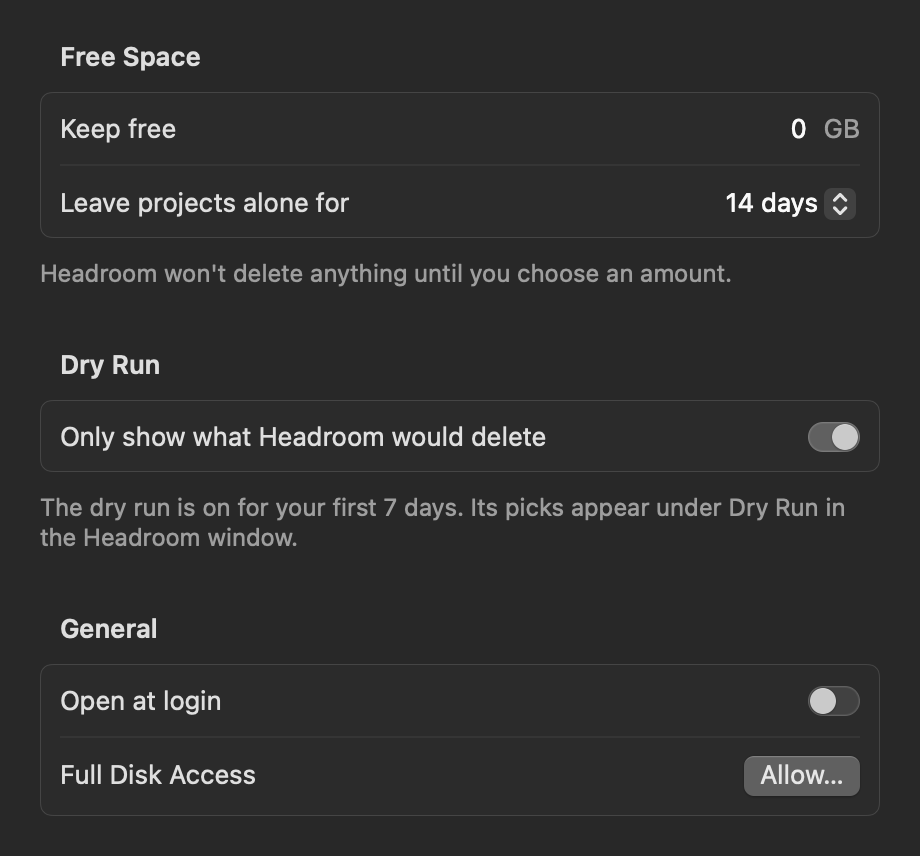 Free Space
Keep free 0 GB
Leave projects alone for 14 days
Headroom won't delete anything until you choose an amount.
Dry Run
Only show what Headroom would delete
The dry run is on for your first 7 days. Its picks appear under Dry Run in
the Headroom window.
General
Open at login
Full Disk Access Allow...